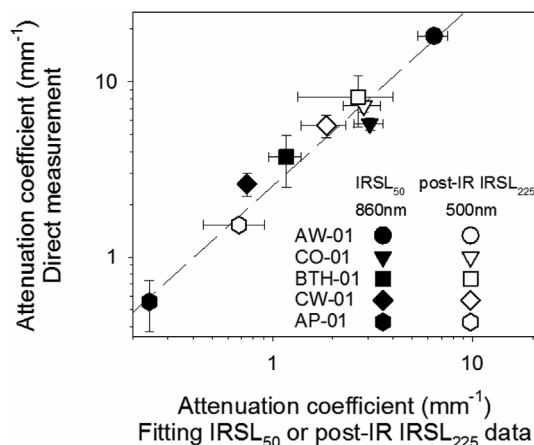 Attenuation coefficient (mm⁻¹)
Direct measurement
10
1
IRSL₅₀ post-IR IRSL₂₂₅
860nm 500nm
AW-01
CO-01
BTH-01
CW-01
AP-01
1 10
Attenuation coefficient (mm⁻¹)
Fitting IRSL₅₀ or post-IR IRSL₂₂₅ data